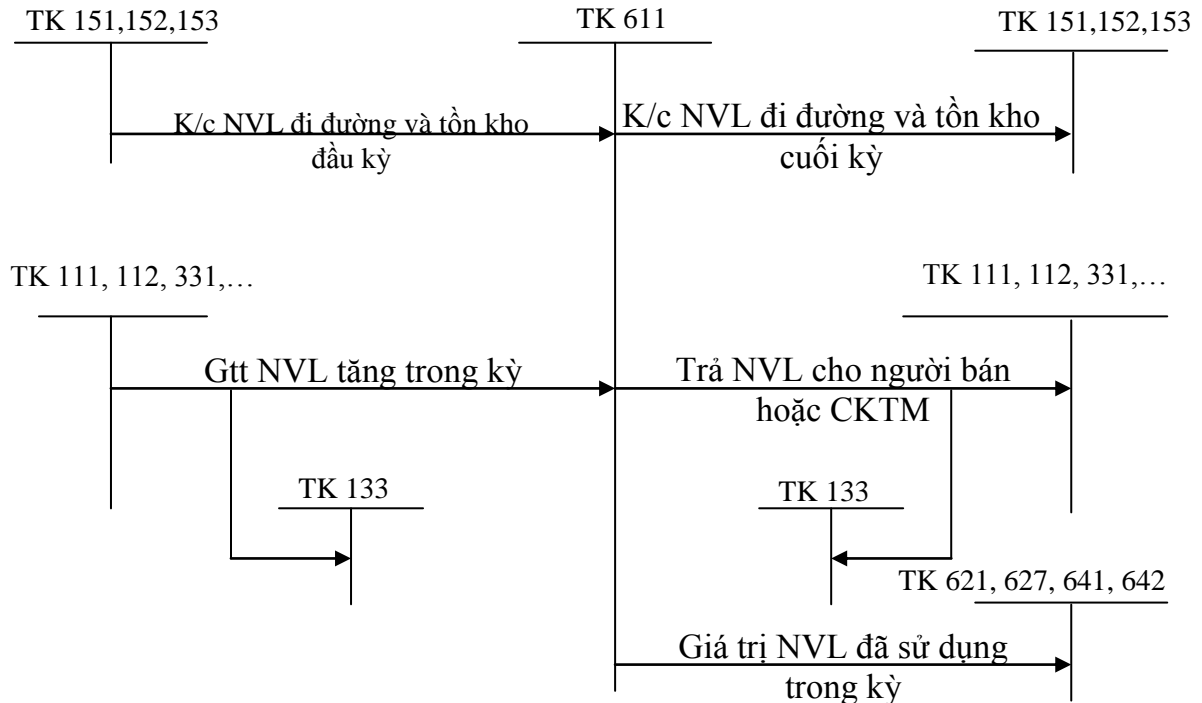 TK 151,152,153
TK 611
TK 151,152,153
K/c NVL đi đường và tồn kho
đầu kỳ
K/c NVL đi đường và tồn kho
cuối kỳ
TK 111, 112, 331,…
TK 111, 112, 331,…
Gtt NVL tăng trong kỳ
Trả NVL cho người bán
hoặc CKTM
TK 133
TK 133
TK 621, 627, 641, 642
Giá trị NVL đã sử dụng
trong kỳ